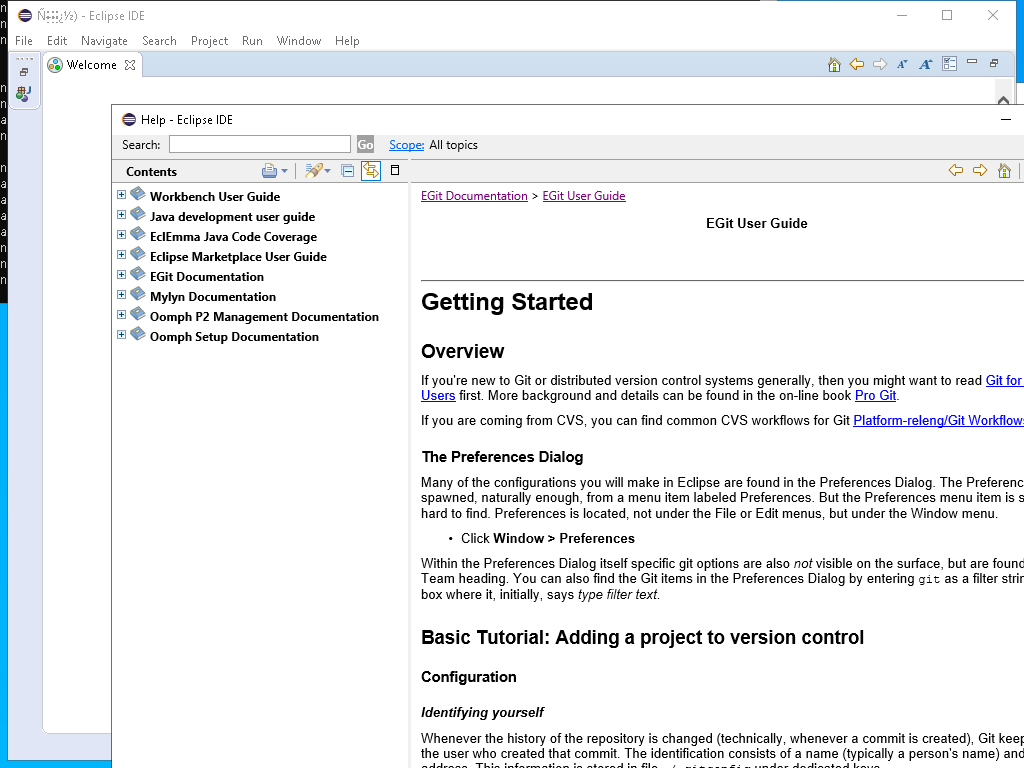 - Eclipse IDE
File Edit Navigate Search Project Run Window Help
Welcome
Help - Eclipse IDE
Search: Go Scope: All topics
Contents
Workbench User Guide
Java development user guide
EclEmma Java Code Coverage
Eclipse Marketplace User Guide
EGit Documentation
Mylyn Documentation
Oomph P2 Management Documentation
Oomph Setup Documentation
EGit Documentation > EGit User Guide
EGit User Guide
Getting Started
Overview
If you're new to Git or distributed version control systems generally, then you might want to read Git for
Users first. More background and details can be found in the on-line book Pro Git.
If you are coming from CVS, you can find common CVS workflows for Git Platform-releng/Git Workflows
The Preferences Dialog
Many of the configurations you will make in Eclipse are found in the Preferences Dialog. The Preferenc
spawned, naturally enough, from a menu item labeled Preferences. But the Preferences menu item is s
hard to find. Preferences is located, not under the File or Edit menus, but under the Window menu.
• Click Window > Preferences
Within the Preferences Dialog itself specific git options are also not visible on the surface, but are found
Team heading. You can also find the Git items in the Preferences Dialog by entering git as a filter strin
box where it, initially, says type filter text.
Basic Tutorial: Adding a project to version control
Configuration
Identifying yourself
Whenever the history of the repository is changed (technically, whenever a commit is created), Git keep
the user who created that commit. The identification consists of a name (typically a person's name) and
address. This information is stored in file ~/.gitconfig under dedicated keys.